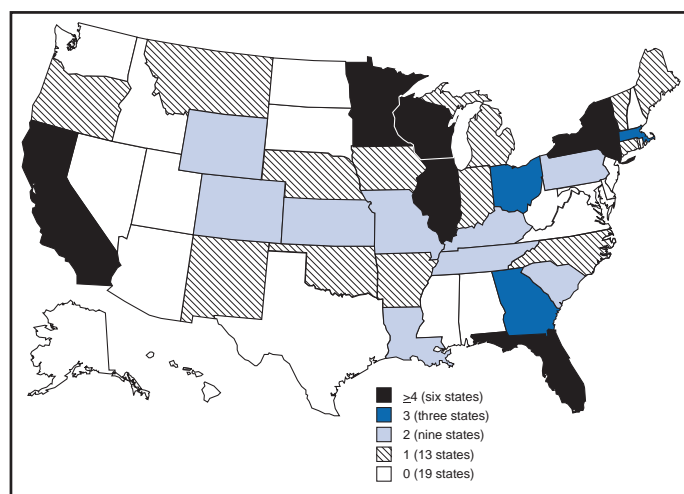 ≥4 (six states)
3 (three states)
2 (nine states)
1 (13 states)
0 (19 states)